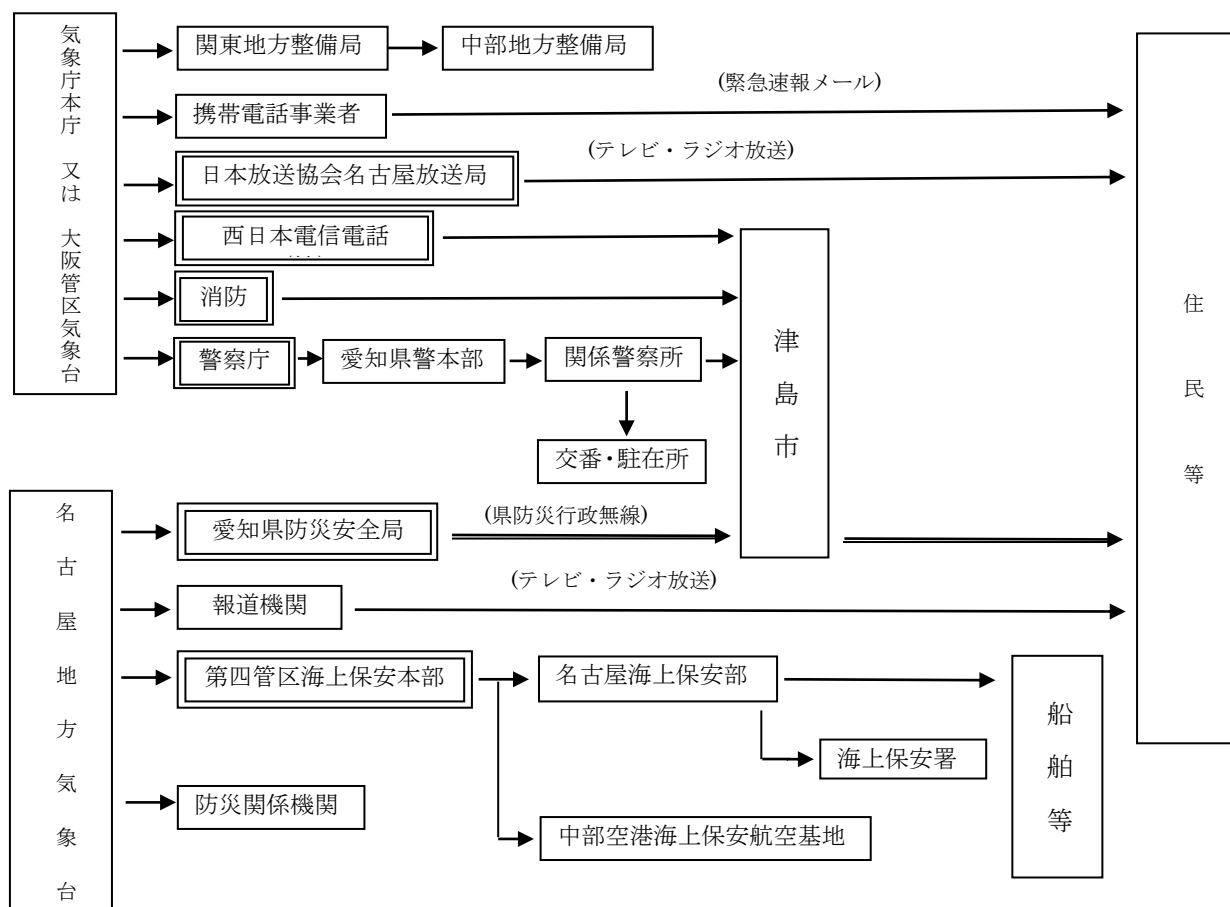 気象庁本庁 又は 大阪管区気象台
関東地方整備局
中部地方整備局
携帯電話事業者
(緊急速報メール)
日本放送協会名古屋放送局
(テレビ・ラジオ放送)
西日本電信電話
消防
警察庁
愛知県警本部
関係警察所
交番・駐在所
津島市
住民等
名古屋地方気象台
愛知県防災安全局
(県防災行政無線)
報道機関
(テレビ・ラジオ放送)
第四管区海上保安本部
名古屋海上保安部
海上保安署
船舶等
防災関係機関
中部空港海上保安航空基地